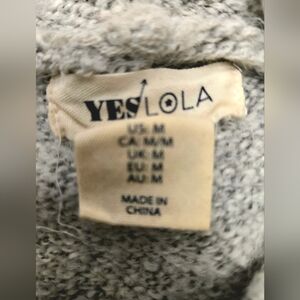 YES LOLA
US: M
CA: M/M
UK: M
EU: M
AU: M
MADE IN
CHINA